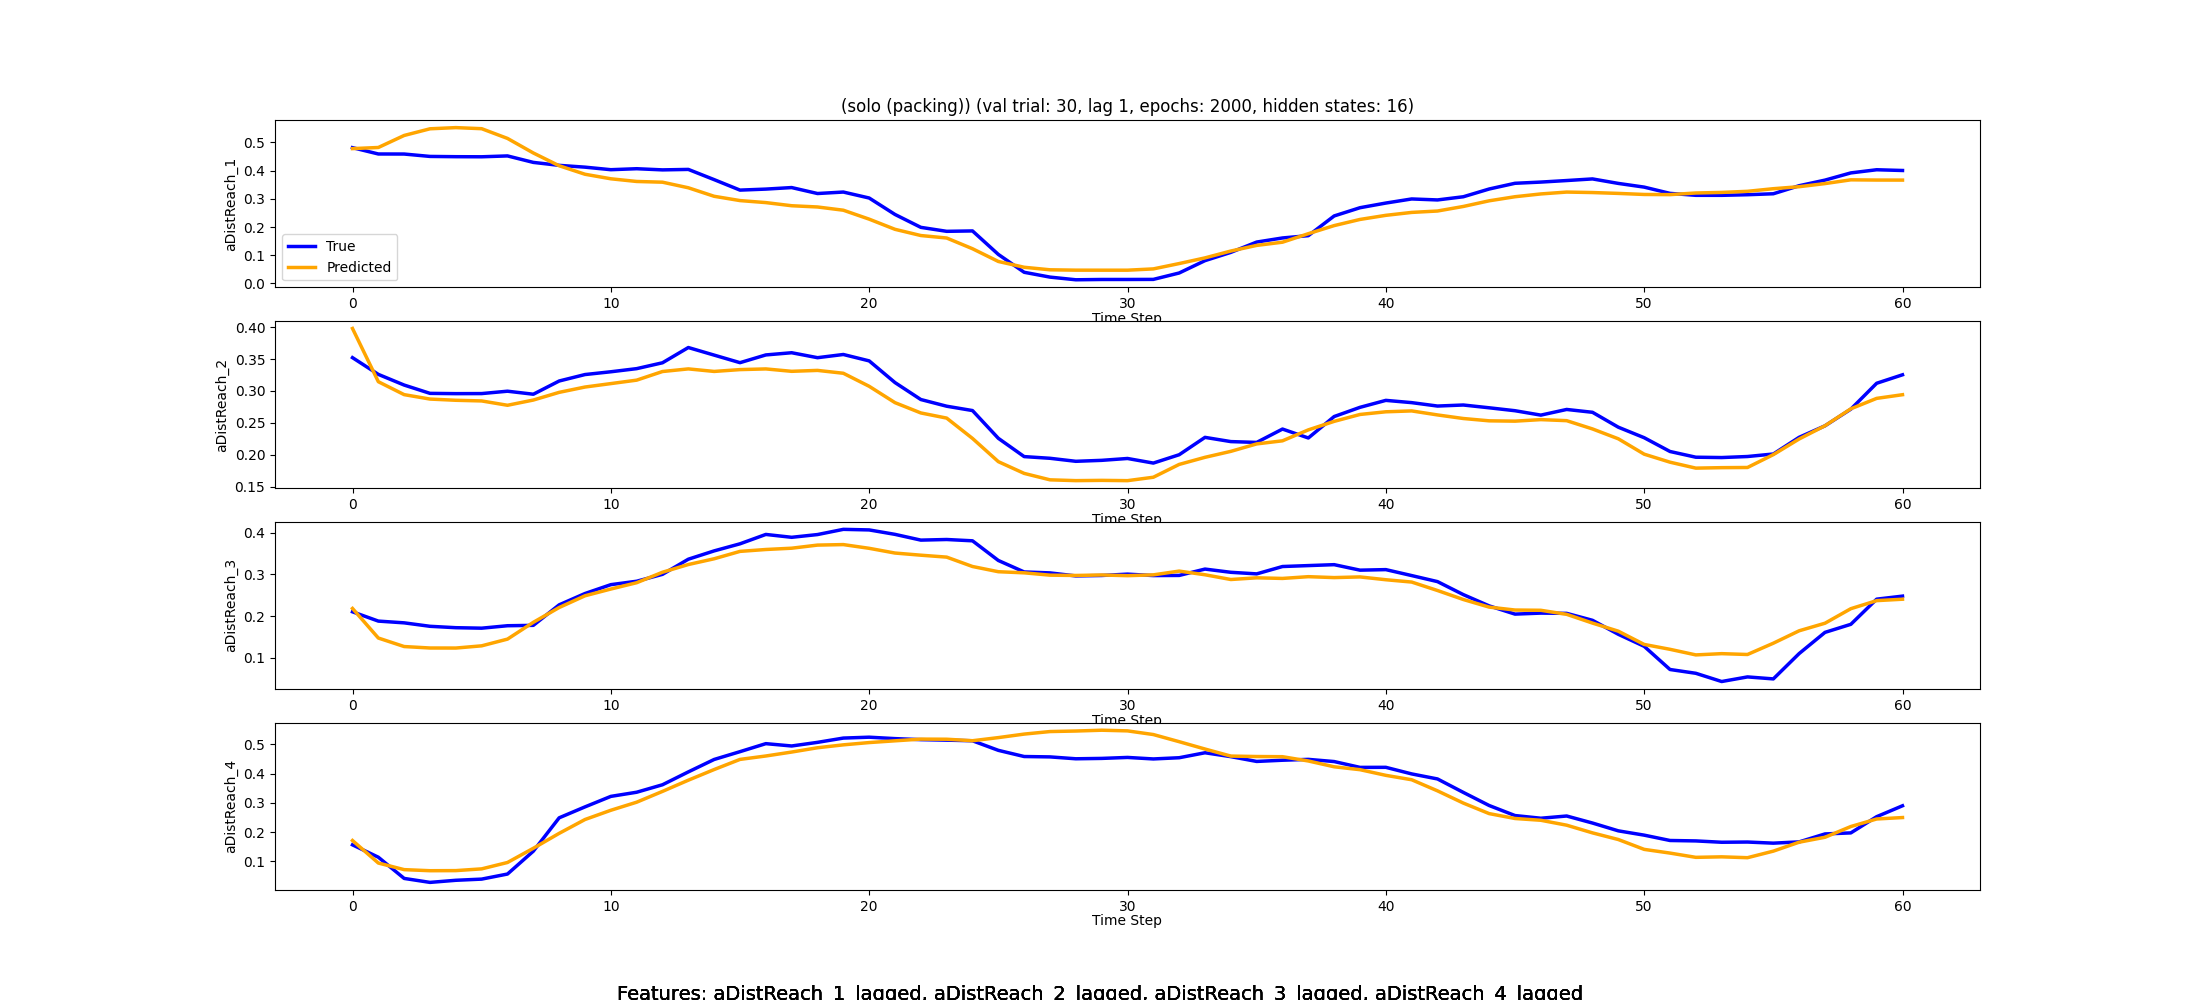 (solo (packing)) (val trial: 30, lag 1, epochs: 2000, hidden states: 16)
aDistReach_1
0.5
0.4
0.3
0.2
0.1
0.0
True
Predicted
0 10 20 30 40 50 60
Time Step
aDistReach_2
0.40
0.35
0.30
0.25
0.20
0.15
0 10 20 30 40 50 60
Time Step
aDistReach_3
0.4
0.3
0.2
0.1
0 10 20 30 40 50 60
Time Step
aDistReach_4
0.5
0.4
0.3
0.2
0.1
0 10 20 30 40 50 60
Time Step
Features: aDistReach_1_lagged, aDistReach_2_lagged, aDistReach_3_lagged, aDistReach_4_lagged